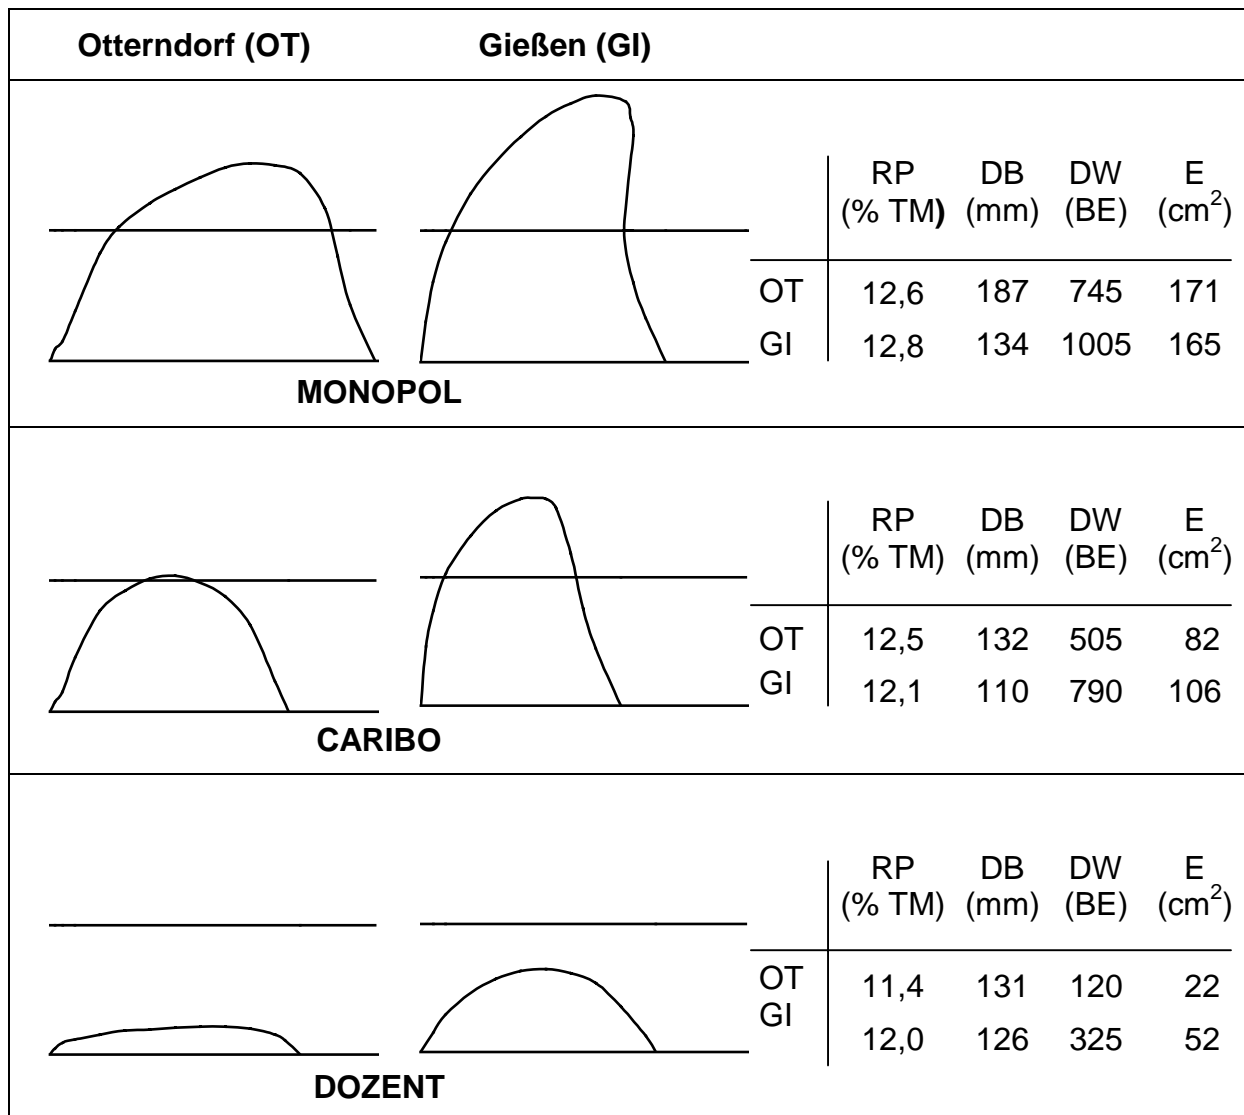 Otterndorf (OT) Gießen (GI)
RP DB DW E
(% TM) (mm) (BE) (cm²)
OT 12,6 187 745 171
GI 12,8 134 1005 165
MONOPOL
RP DB DW E
(% TM) (mm) (BE) (cm²)
OT 12,5 132 505 82
GI 12,1 110 790 106
CARIBO
RP DB DW E
(% TM) (mm) (BE) (cm²)
OT 11,4 131 120 22
GI 12,0 126 325 52
DOZENT